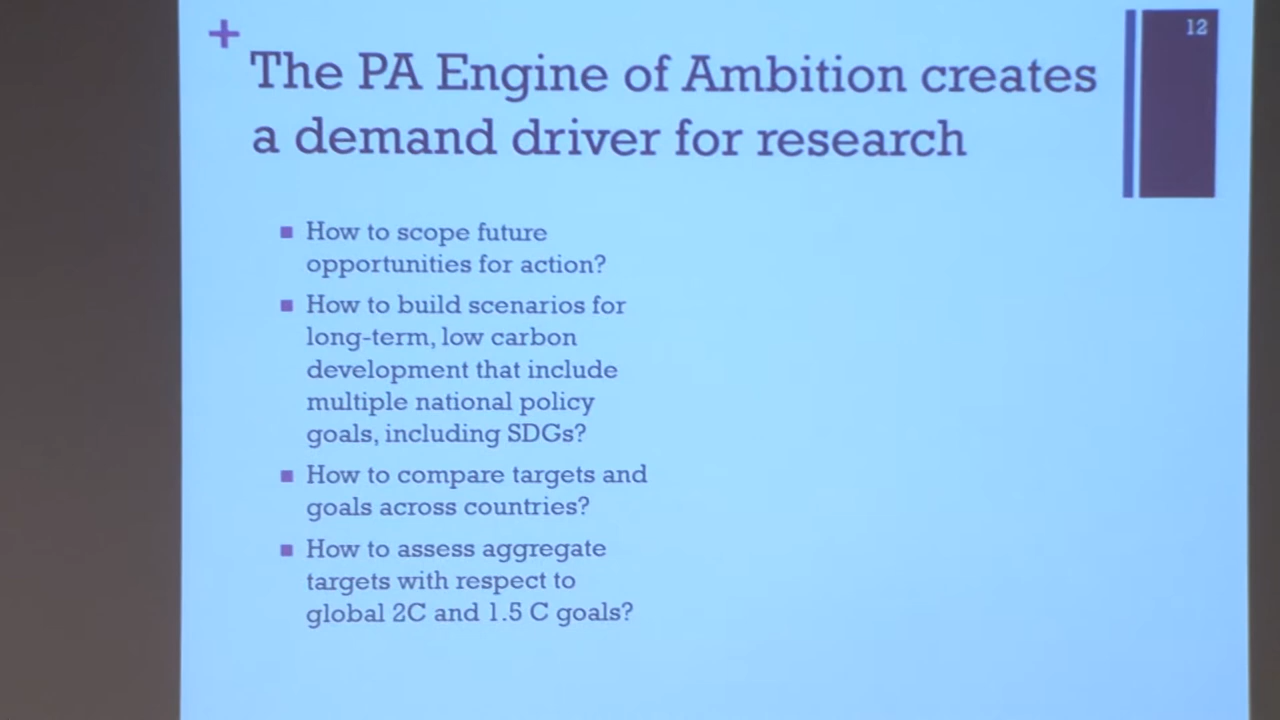 12
+
The PA Engine of Ambition creates
a demand driver for research
How to scope future
opportunities for action?
How to build scenarios for
long-term, low carbon
development that include
multiple national policy
goals, including SDGs?
How to compare targets and
goals across countries?
How to assess aggregate
targets with respect to
global 2C and 1.5 C goals?